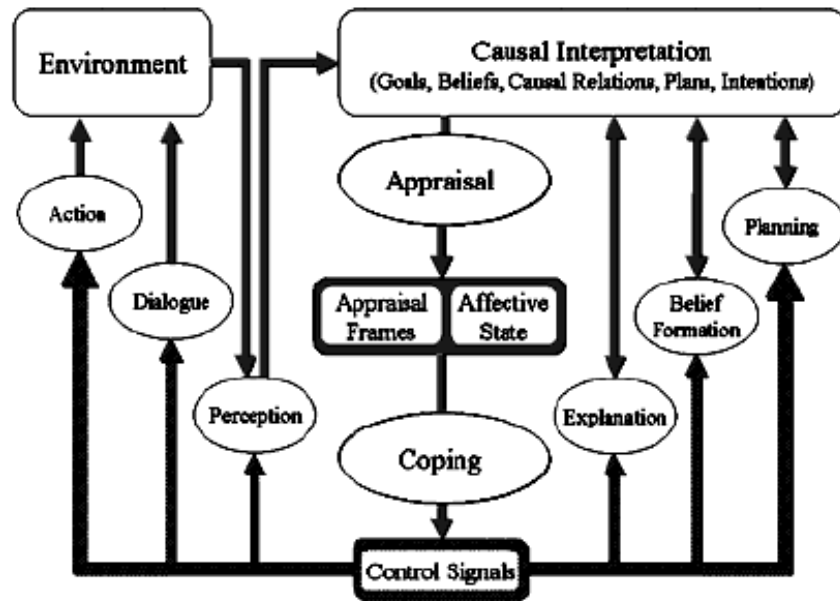 Environment
Causal Interpretation
(Goals, Beliefs, Causal Relations, Plans, Intentions)
Action
Appraisal
Planning
Dialogue
Appraisal
Frames
Affective
State
Belief
Formation
Perception
Explanation
Coping
Control Signals